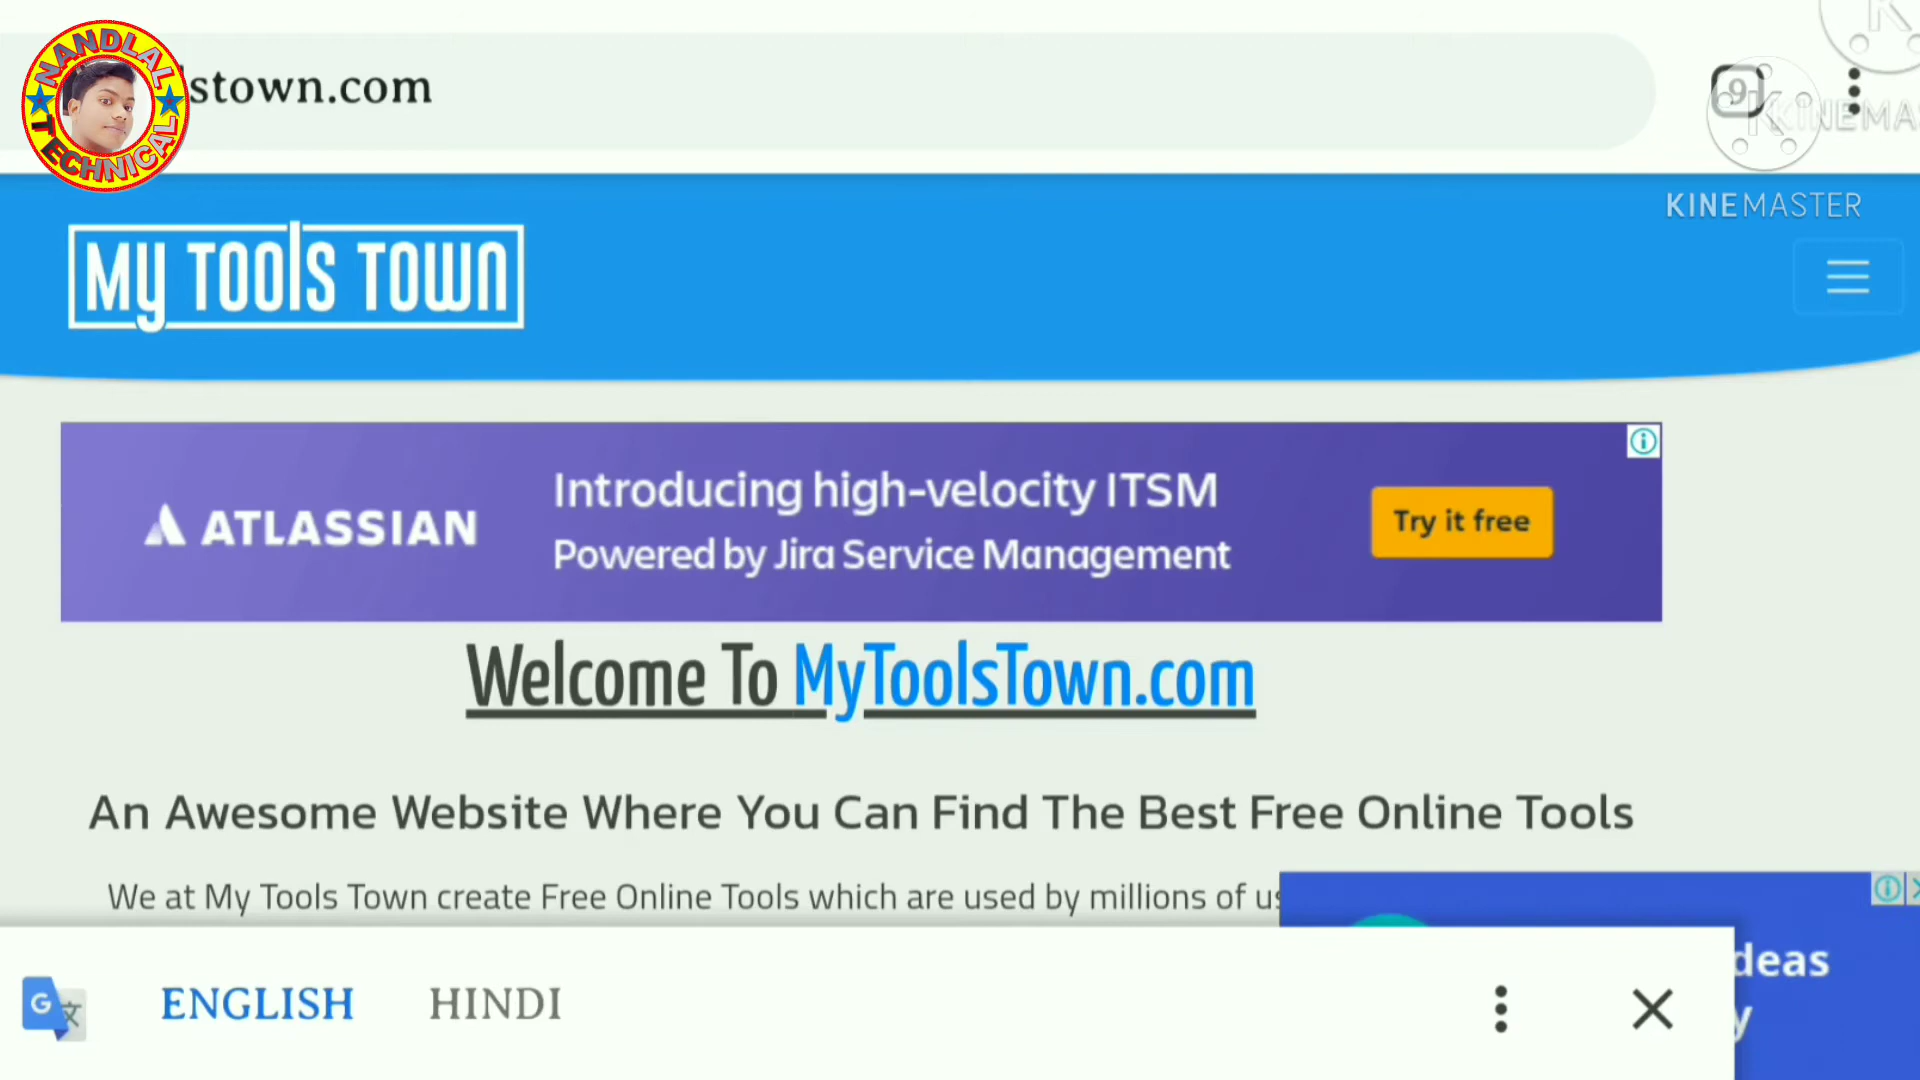 NANDLAL
TECHNICAL
stown.com
9
KINEMA
KINEMASTER
My Tools Town
ATLASSIAN
Introducing high-velocity ITSM
Powered by Jira Service Management
Try it free
Welcome To MyToolsTown.com
An Awesome Website Where You Can Find The Best Free Online Tools
We at My Tools Town create Free Online Tools which are used by millions of us
deas
y
ENGLISH HINDI